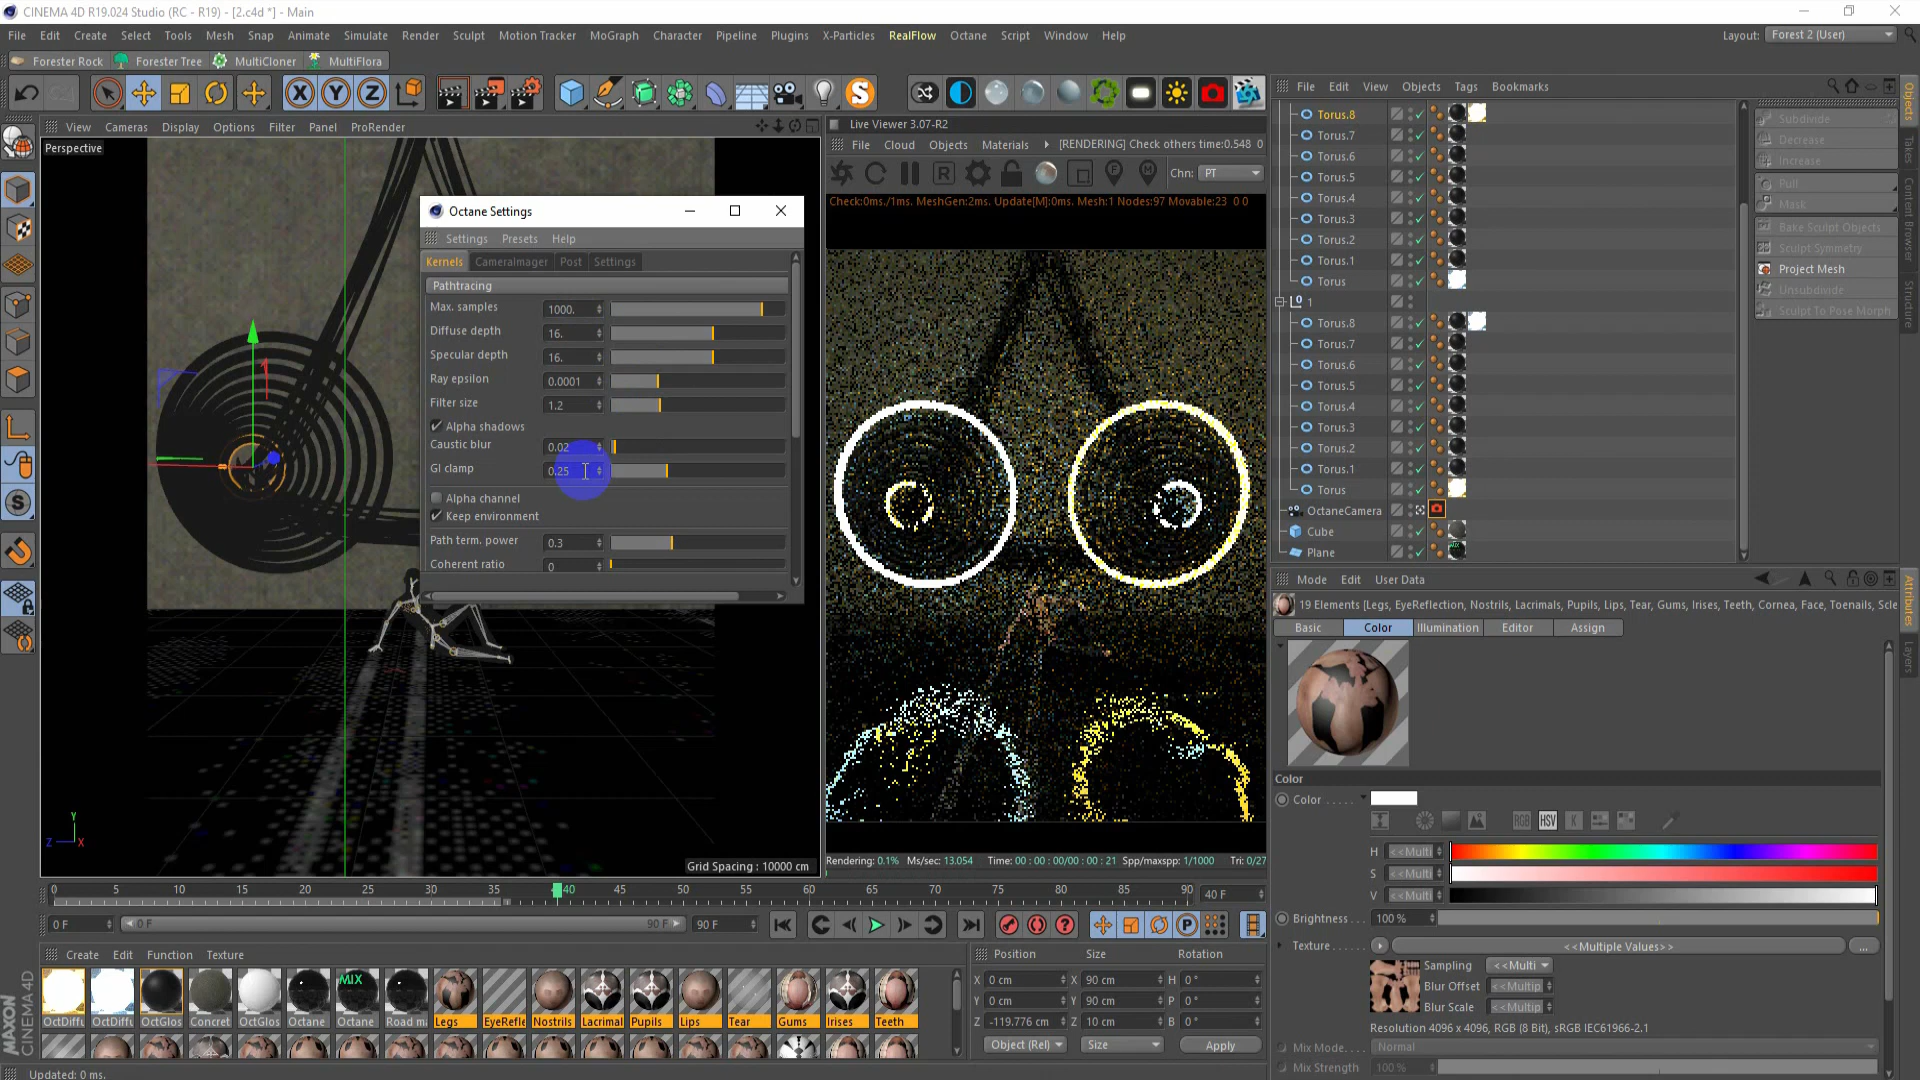 CINEMA 4D R19.024 Studio (RC - R19) - [2.c4d *] - Main
File Edit Create Select Tools Mesh Snap Animate Simulate Render Sculpt Motion Tracker MoGraph Character Pipeline Plugins X-Particles RealFlow Octane Script Window Help
Layout: Forest 2 (User)
Forester Rock Forester Tree MultiCloner MultiFlora
View Cameras Display Options Filter Panel ProRender
Perspective
Grid Spacing : 10000 cm
Octane Settings
Settings Presets Help
Kernels CameraImager Post Settings
Pathtracing
Max. samples 1000.
Diffuse depth 16.
Specular depth 16.
Ray epsilon 0.0001
Filter size 1.2
Alpha shadows
Caustic blur 0.02
GI clamp 0.25
Alpha channel
Keep environment
Path term. power 0.3
Coherent ratio 0
Live Viewer 3.07-R2
File Cloud Objects Materials [RENDERING] Check others time:0.548 0
Chn: PT
Check:0ms./1ms. MeshGen:2ms. Update[M]:0ms. Mesh:1 Nodes:97 Movable:23 0 0
Rendering: 0.1% Ms/sec: 13.054 Time: 00 : 00 : 00/00 : 00 : 21 Spp/maxspp: 1/1000 Tri: 0/27
File Edit View Objects Tags Bookmarks
Torus.8
Torus.7
Torus.6
Torus.5
Torus.4
Torus.3
Torus.2
Torus.1
Torus
1
Torus.8
Torus.7
Torus.6
Torus.5
Torus.4
Torus.3
Torus.2
Torus.1
Torus
OctaneCamera
Cube
Plane
Subdivide
Decrease
Increase
Pull
Mask
Bake Sculpt Objects
Sculpt Symmetry
Project Mesh
Unsubdivide
Sculpt To Pose Morph
Objects
Takes
Content Browser
Structure
Attributes
Layers
Mode Edit User Data
19 Elements [Legs, EyeReflection, Nostrils, Lacrimals, Pupils, Lips, Tear, Gums, Irises, Teeth, Cornea, Face, Toenails, Scle
Basic Color Illumination Editor Assign
Color
Color
RGB HSV K
H <<Multi
S <<Multi
V <<Multi
Brightness . . . 100 %
Texture <<Multiple Values>> ...
Sampling <<Multi
Blur Offset <<Multip
Blur Scale <<Multip
Resolution 4096 x 4096, RGB (8 Bit), sRGB IEC61966-2.1
Mix Mode. . . . Normal
Mix Strength 100 %
0 5 10 15 20 25 30 35 40 45 50 55 60 65 70 75 80 85 90 40 F
0 F 0 F 90 F 90 F
Create Edit Function Texture
OctDiffu OctDiffu OctGlos Concret OctGlos Octane Octane Road m Legs EyeRefle Nostrils Lacrimal Pupils Lips Tear Gums Irises Teeth
MIX
Position Size Rotation
X 0 cm X 90 cm H 0 °
Y 0 cm Y 90 cm P 0 °
Z -119.776 cm Z 10 cm B 0 °
Object (Rel) Size Apply
MAXON
CINEMA 4D
Updated: 0 ms.